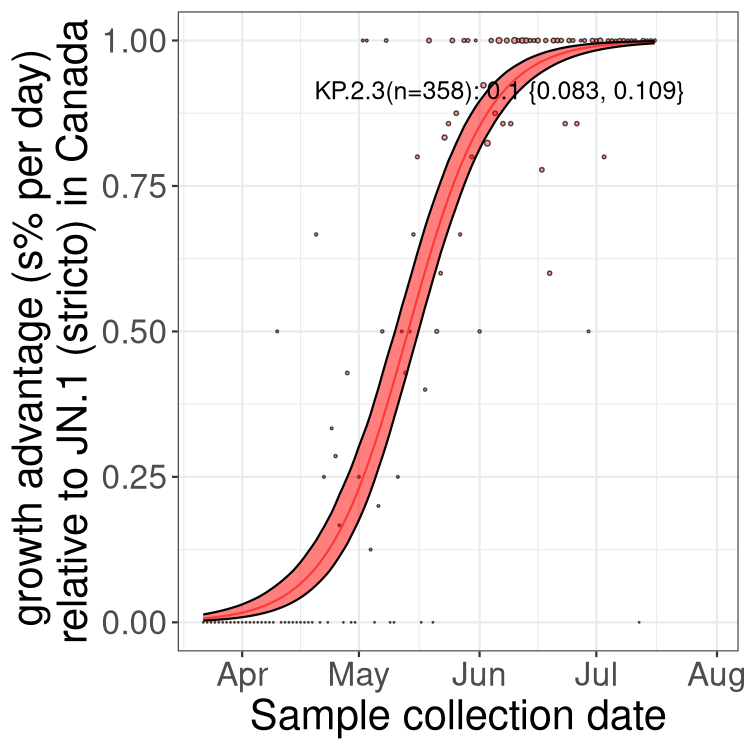 growth advantage (s% per day)
relative to JN.1 (stricto) in Canada
1.00
0.75
0.50
0.25
0.00
KP.2.3(n=358): 0.1 {0.083, 0.109}
Apr May Jun Jul Aug
Sample collection date